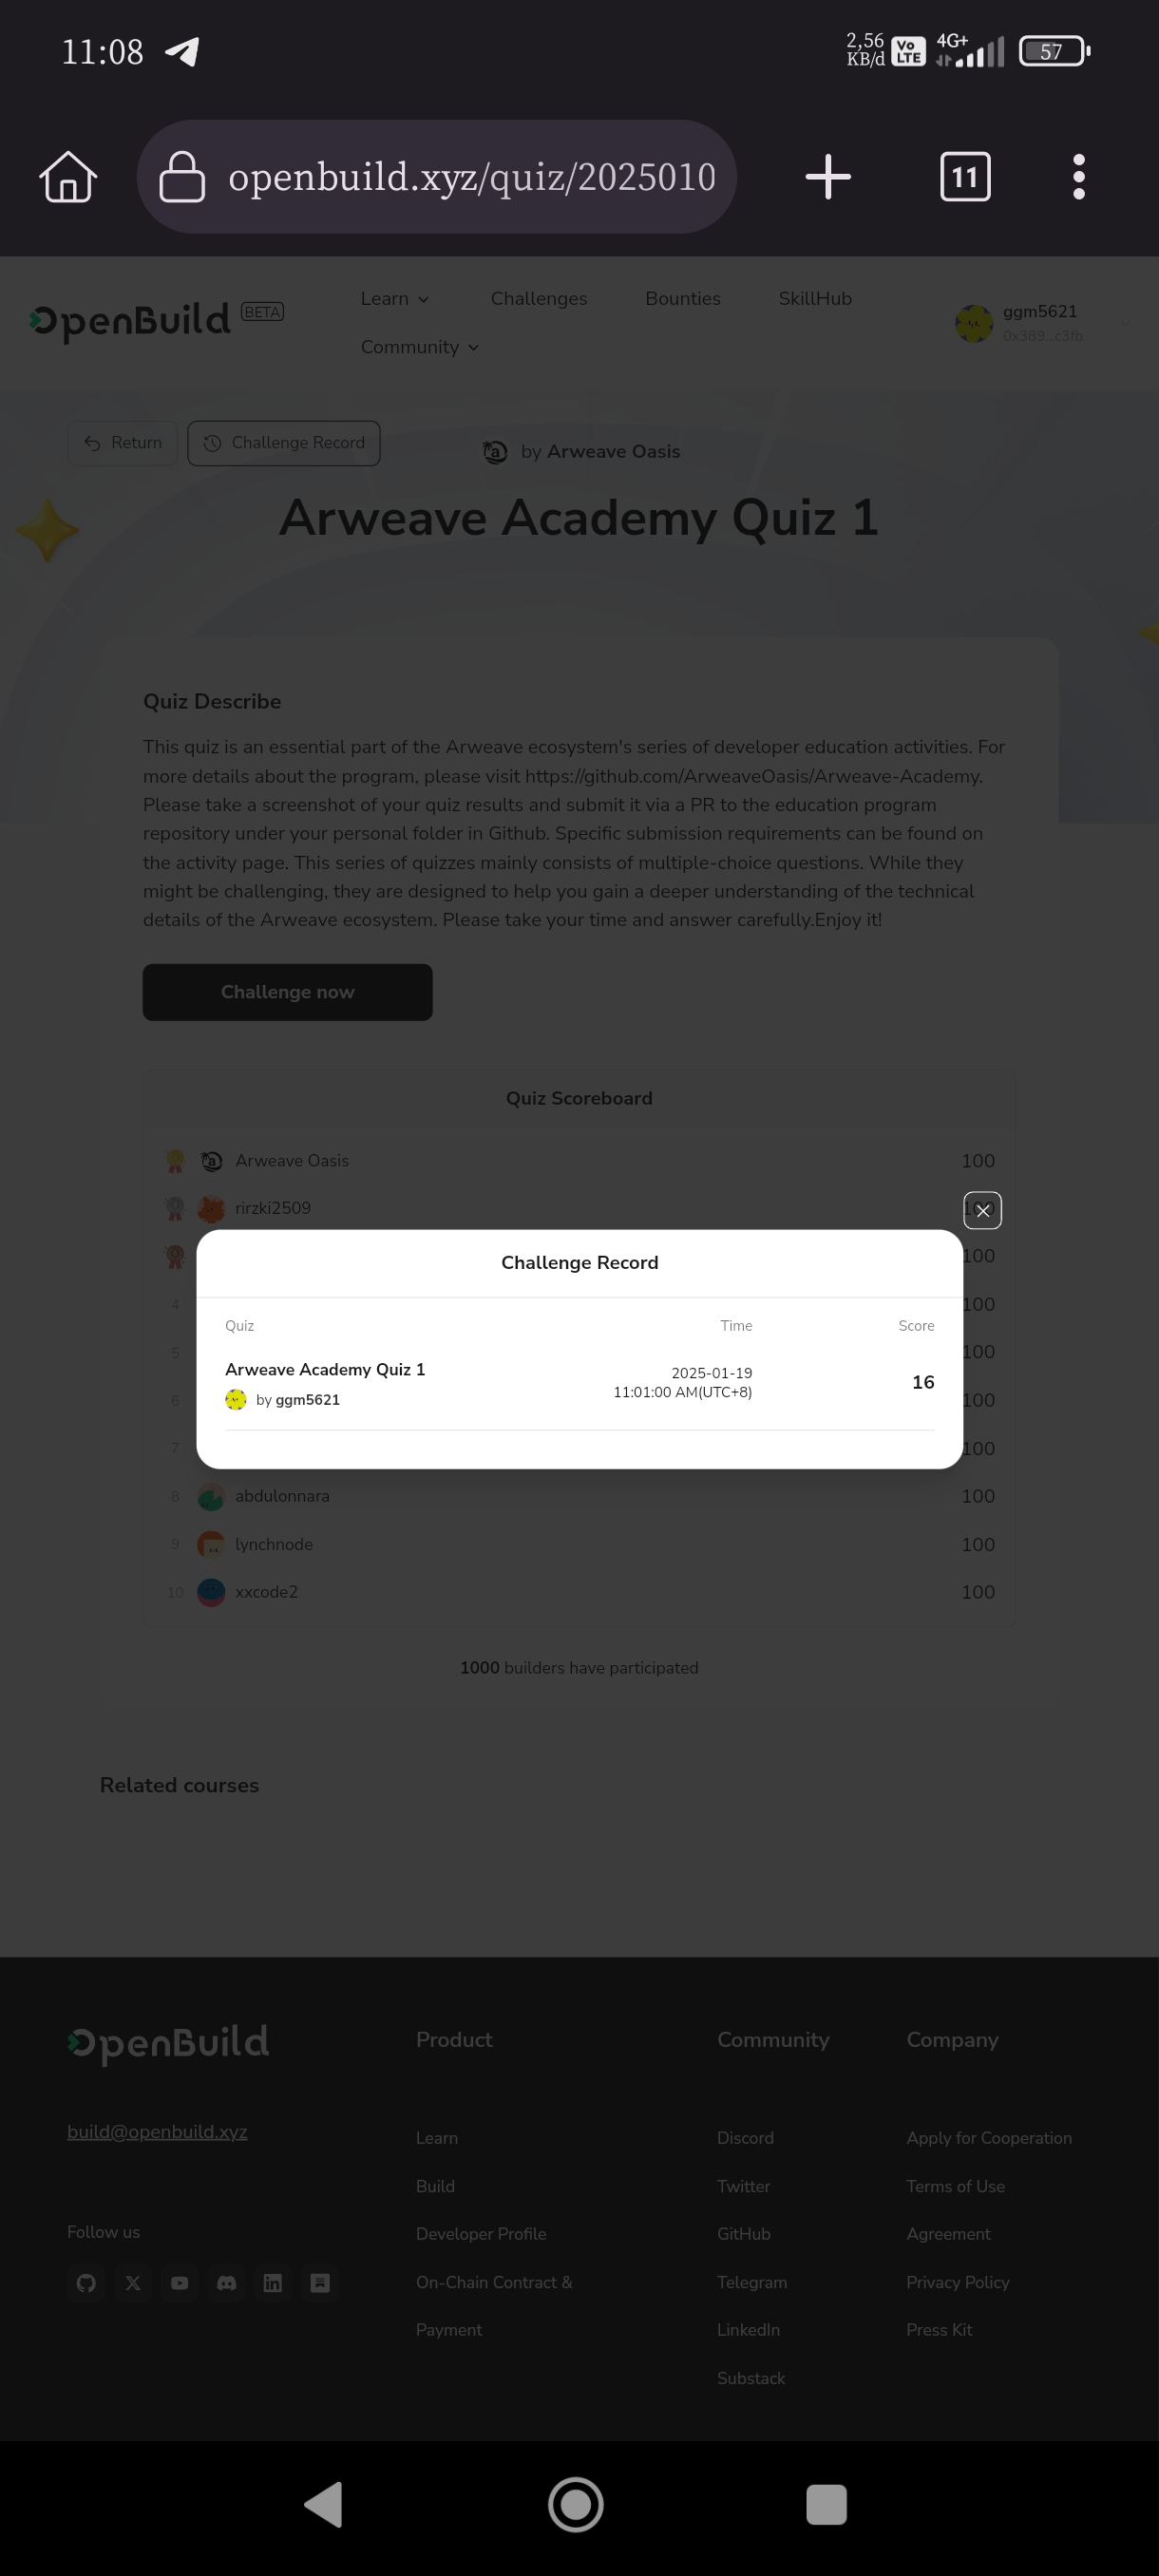 11:08
2,56
KB/d
Vo
LTE
4G+
57
openbuild.xyz/quiz/2025010
11
OpenBuild
BETA
Learn
Challenges
Bounties
SkillHub
Community
ggm5621
0x389...c3fb
Return
Challenge Record
by Arweave Oasis
Arweave Academy Quiz 1
Quiz Describe
This quiz is an essential part of the Arweave ecosystem's series of developer education activities. For
more details about the program, please visit https://github.com/ArweaveOasis/Arweave-Academy.
Please take a screenshot of your quiz results and submit it via a PR to the education program
repository under your personal folder in Github. Specific submission requirements can be found on
the activity page. This series of quizzes mainly consists of multiple-choice questions. While they
might be challenging, they are designed to help you gain a deeper understanding of the technical
details of the Arweave ecosystem. Please take your time and answer carefully.Enjoy it!
Challenge now
Quiz Scoreboard
Arweave Oasis 100
rirzki2509 100
100
4 100
5 100
6 100
7 100
Challenge Record
Quiz Time Score
Arweave Academy Quiz 1
by ggm5621
2025-01-19
11:01:00 AM(UTC+8)
16
8 abdulonnara 100
9 lynchnode 100
10 xxcode2 100
1000 builders have participated
Related courses
OpenBuild
build@openbuild.xyz
Follow us
Product
Learn
Build
Developer Profile
On-Chain Contract &
Payment
Community
Discord
Twitter
GitHub
Telegram
LinkedIn
Substack
Company
Apply for Cooperation
Terms of Use
Agreement
Privacy Policy
Press Kit